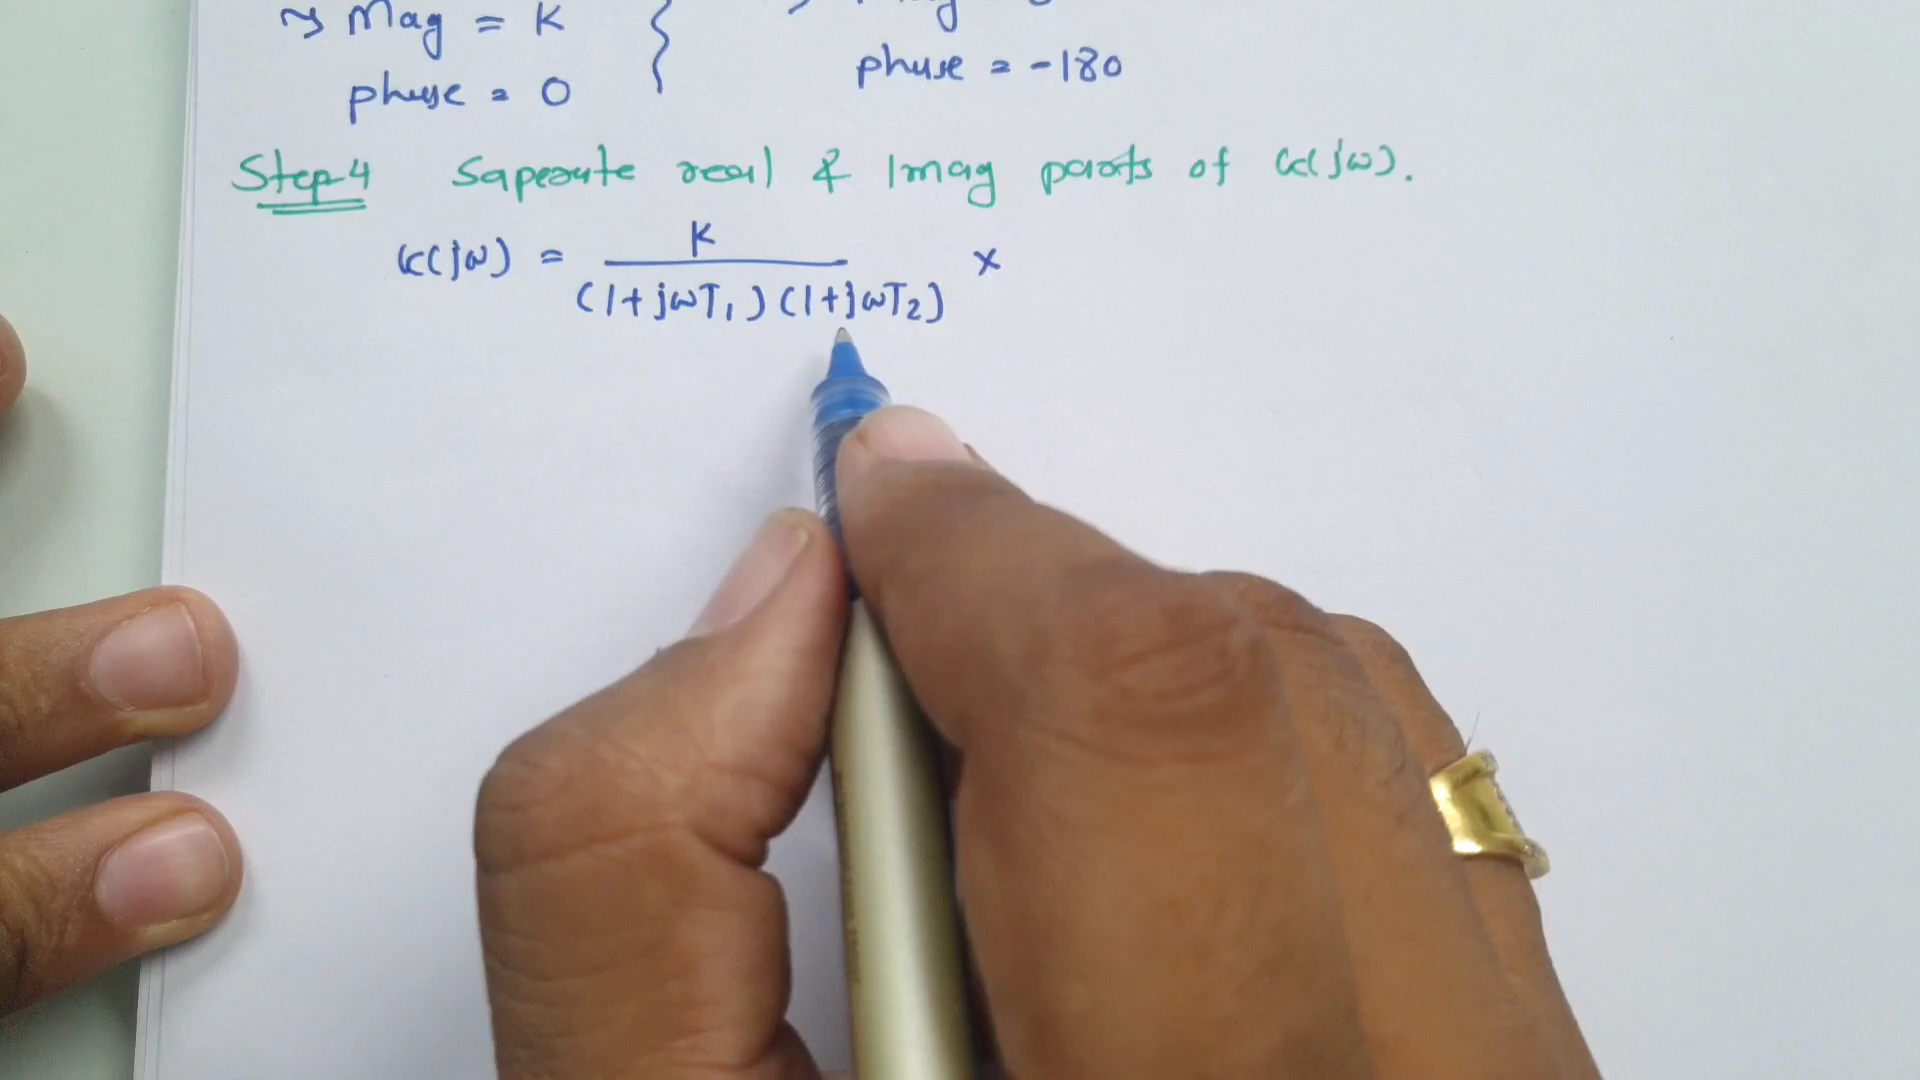 ~> Mag = K
phase = 0
phase = -180
Step-4 Saperate real & Imag parts of G(jω).
G(jω) = K / (1+jωT₁)(1+jωT₂) ×